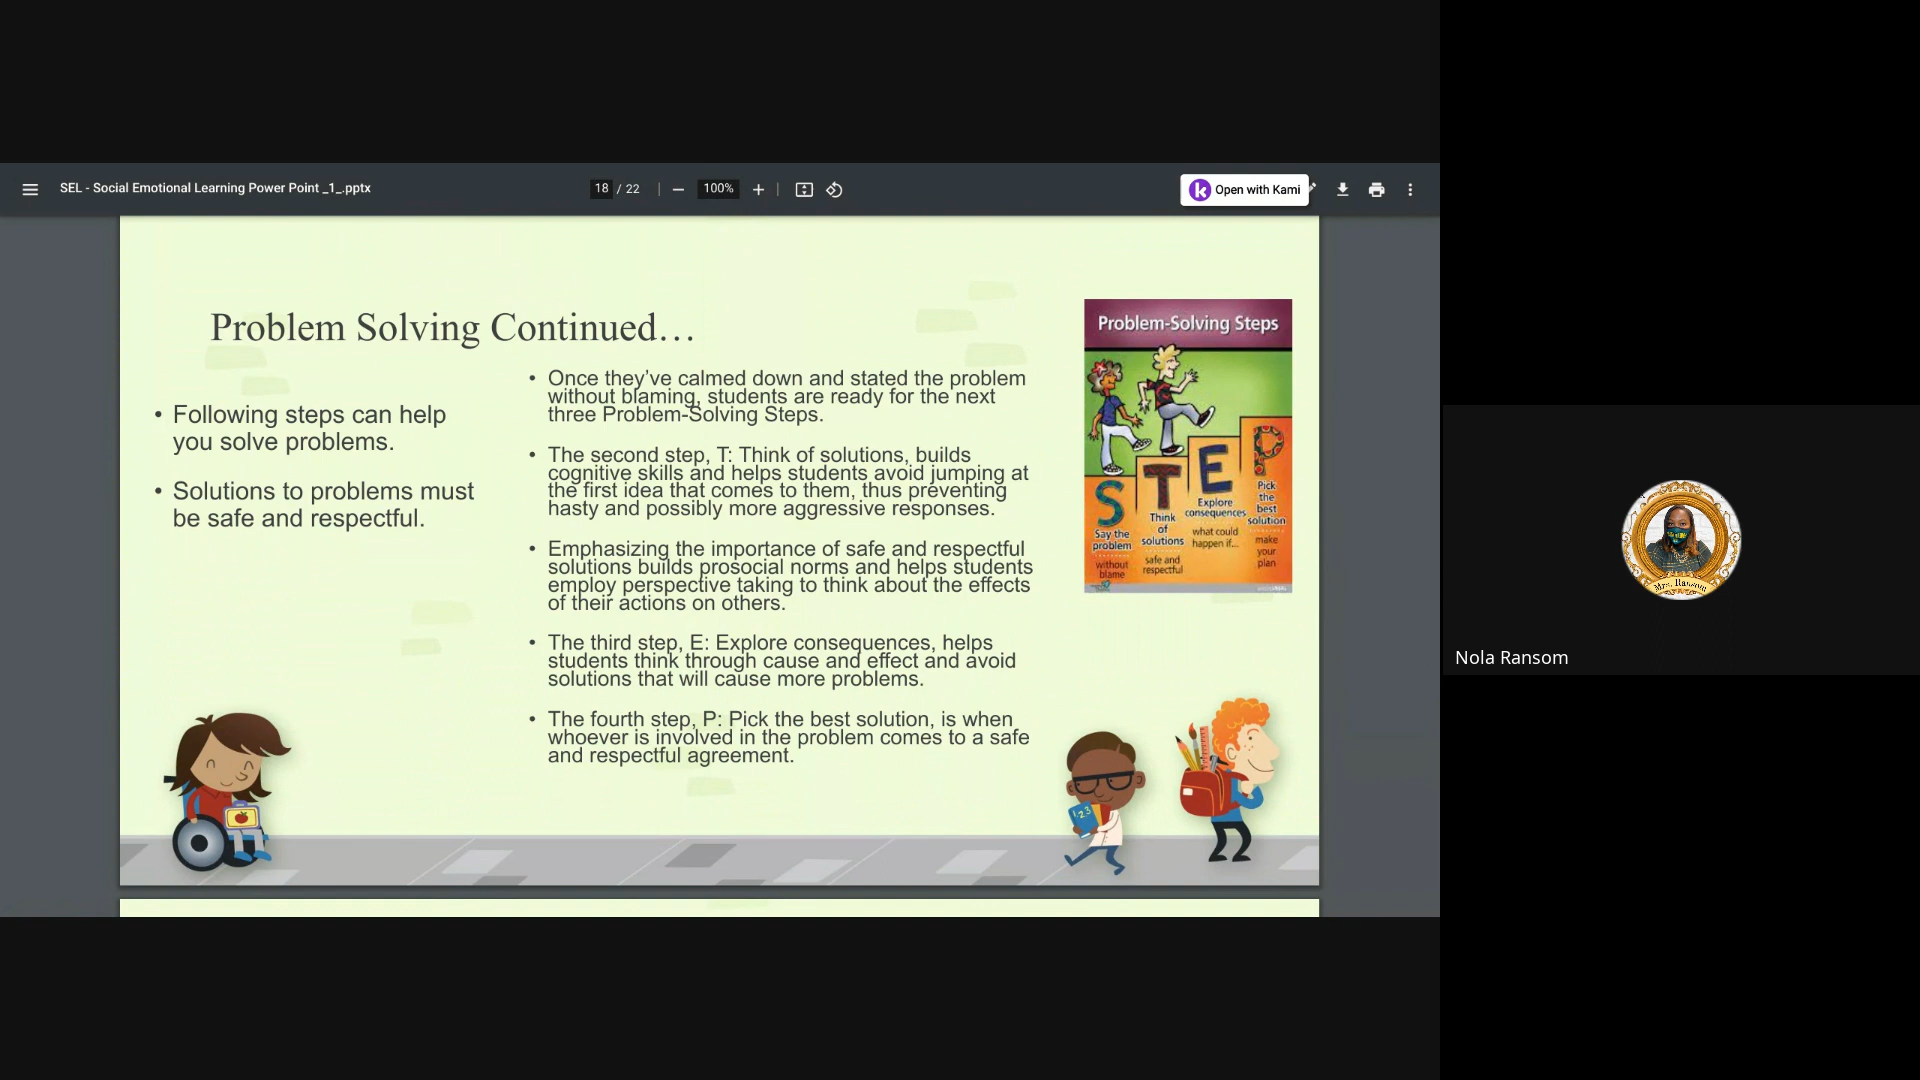 SEL - Social Emotional Learning Power Point _1_.pptx
18 / 22
100%
Open with Kami
Problem Solving Continued…
• Following steps can help
you solve problems.
• Solutions to problems must
be safe and respectful.
• Once they’ve calmed down and stated the problem
without blaming, students are ready for the next
three Problem-Solving Steps.
• The second step, T: Think of solutions, builds
cognitive skills and helps students avoid jumping at
the first idea that comes to them, thus preventing
hasty and possibly more aggressive responses.
• Emphasizing the importance of safe and respectful
solutions builds prosocial norms and helps students
employ perspective taking to think about the effects
of their actions on others.
• The third step, E: Explore consequences, helps
students think through cause and effect and avoid
solutions that will cause more problems.
• The fourth step, P: Pick the best solution, is when
whoever is involved in the problem comes to a safe
and respectful agreement.
Problem-Solving Steps
S
Say the
problem
without
blame
T
Think
of
solutions
safe and
respectful
E
Explore
consequences
what could
happen if...
P
Pick
the
best
solution
make
your
plan
1,2,3
Mrs. Ransom
Nola Ransom